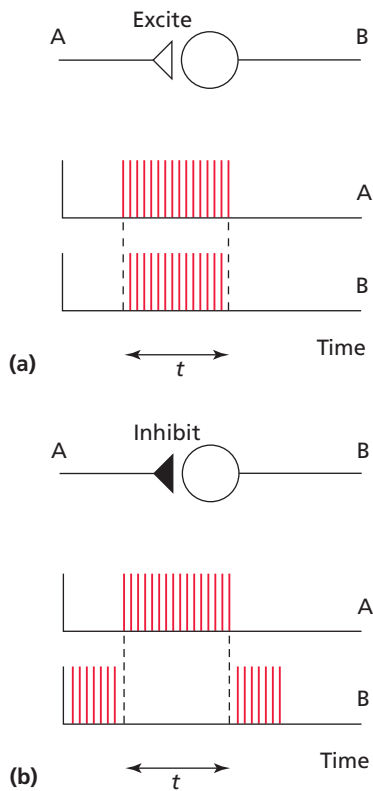 Excite
A B
A
B
Time
(a) t
Inhibit
A B
A
B
Time
(b) t